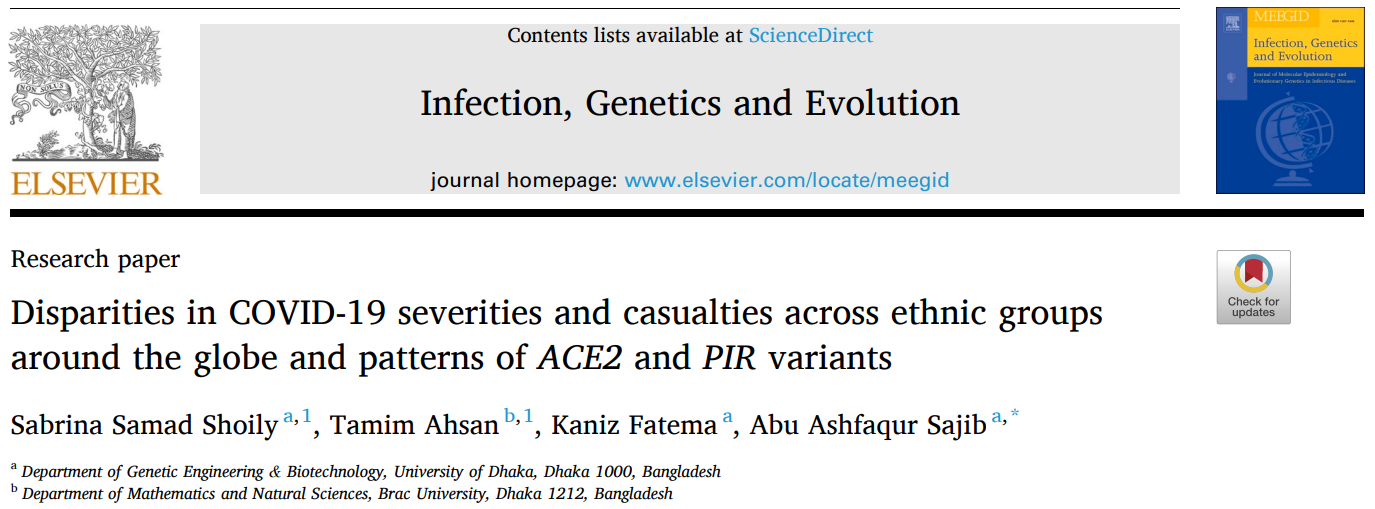 Contents lists available at ScienceDirect
Infection, Genetics and Evolution
journal homepage: www.elsevier.com/locate/meegid
NON SOLUS
ELSEVIER
MEEGID
Infection, Genetics
and Evolution
Journal of Molecular Epidemiology and
Evolutionary Genetics in Infectious Diseases
Research paper
Check for
updates
Disparities in COVID-19 severities and casualties across ethnic groups
around the globe and patterns of ACE2 and PIR variants
Sabrina Samad Shoily a,1, Tamim Ahsan b,1, Kaniz Fatema a, Abu Ashfaqur Sajib a,*
a Department of Genetic Engineering & Biotechnology, University of Dhaka, Dhaka 1000, Bangladesh
b Department of Mathematics and Natural Sciences, Brac University, Dhaka 1212, Bangladesh